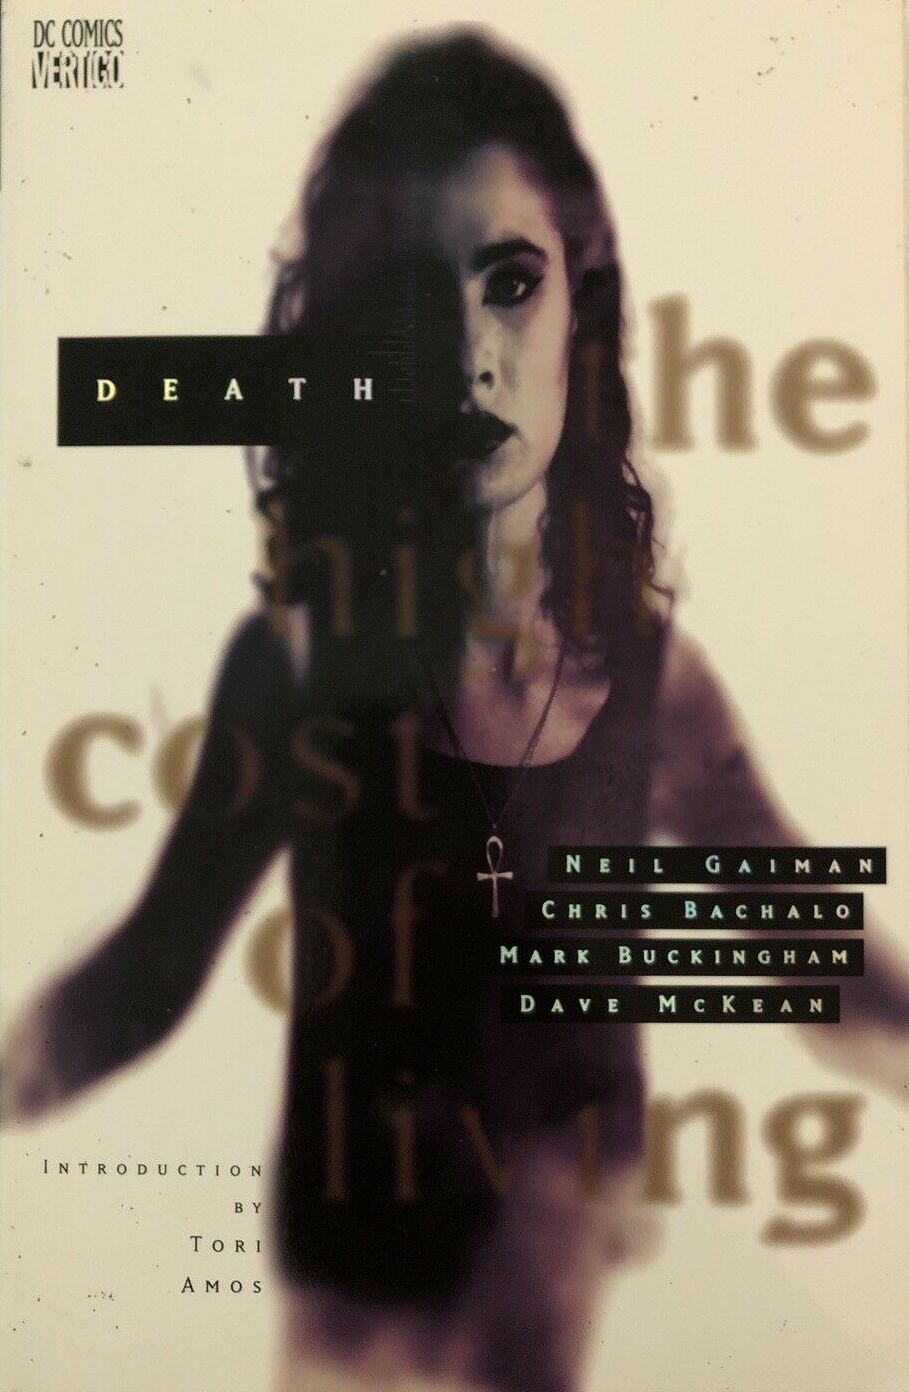 DC COMICS
VERTIGO
DEATH
the
high
cost
of
living
NEIL GAIMAN
CHRIS BACHALO
MARK BUCKINGHAM
DAVE MCKEAN
INTRODUCTION
BY
TORI
AMOS